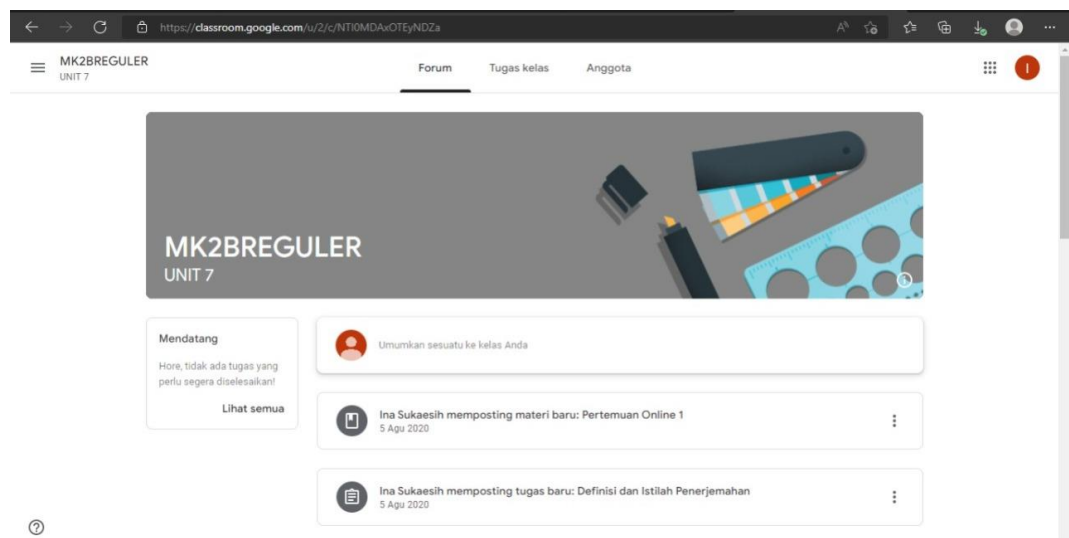 https://classroom.google.com/u/2/c/NTI0MDAxOTEyNDZa
MK2BREGULER
UNIT 7
Forum Tugas kelas Anggota
I
MK2BREGULER
UNIT 7
Mendatang
Hore, tidak ada tugas yang
perlu segera diselesaikan!
Lihat semua
Umumkan sesuatu ke kelas Anda
Ina Sukaesih memposting materi baru: Pertemuan Online 1
5 Agu 2020
Ina Sukaesih memposting tugas baru: Definisi dan Istilah Penerjemahan
5 Agu 2020